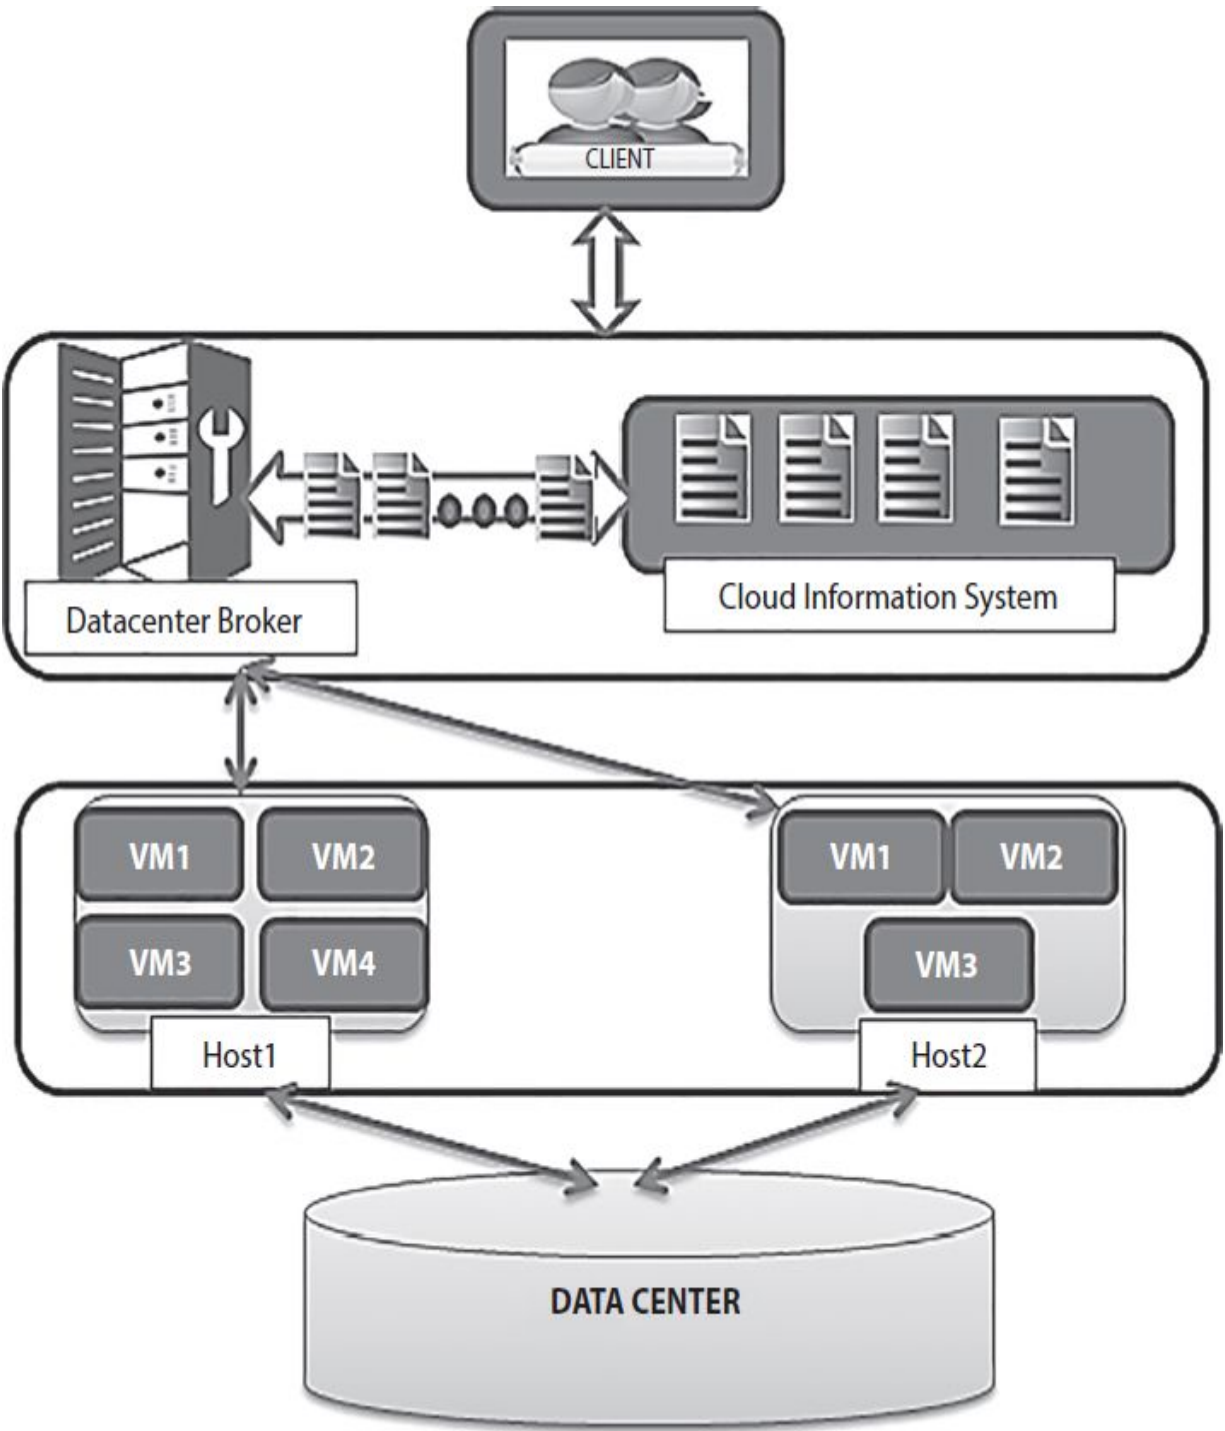 CLIENT
Datacenter Broker
Cloud Information System
VM1
VM2
VM3
VM4
Host1
VM1
VM2
VM3
Host2
DATA CENTER